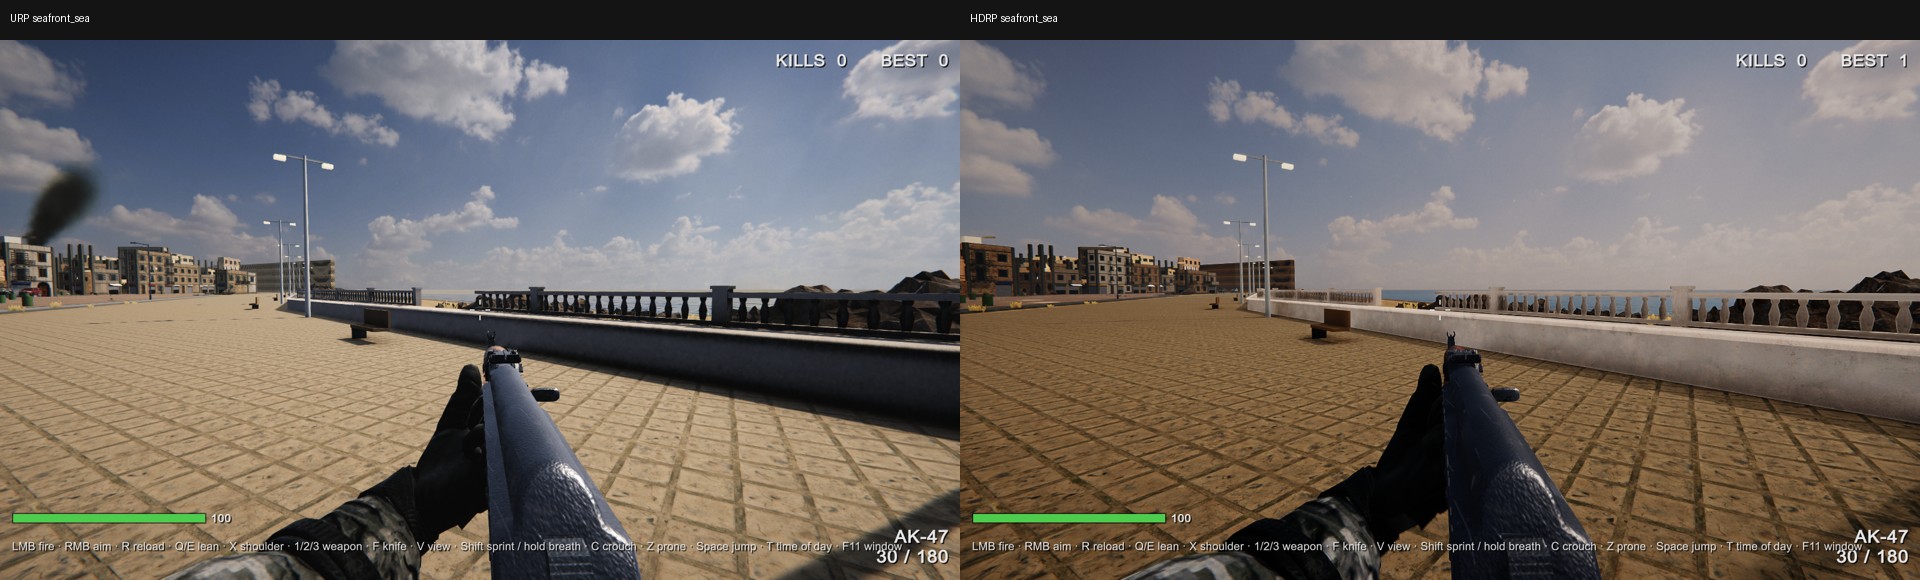 URP seafront_sea
KILLS 0 BEST 0
100
LMB fire · RMB aim · R reload · Q/E lean · X shoulder · 1/2/3 weapon · F knife · V view · Shift sprint / hold breath · C crouch · Z prone · Space jump · T time of day · F11 window
AK-47
30 / 180
HDRP seafront_sea
KILLS 0 BEST 1
100
LMB fire · RMB aim · R reload · Q/E lean · X shoulder · 1/2/3 weapon · F knife · V view · Shift sprint / hold breath · C crouch · Z prone · Space jump · T time of day · F11 window
AK-47
30 / 180